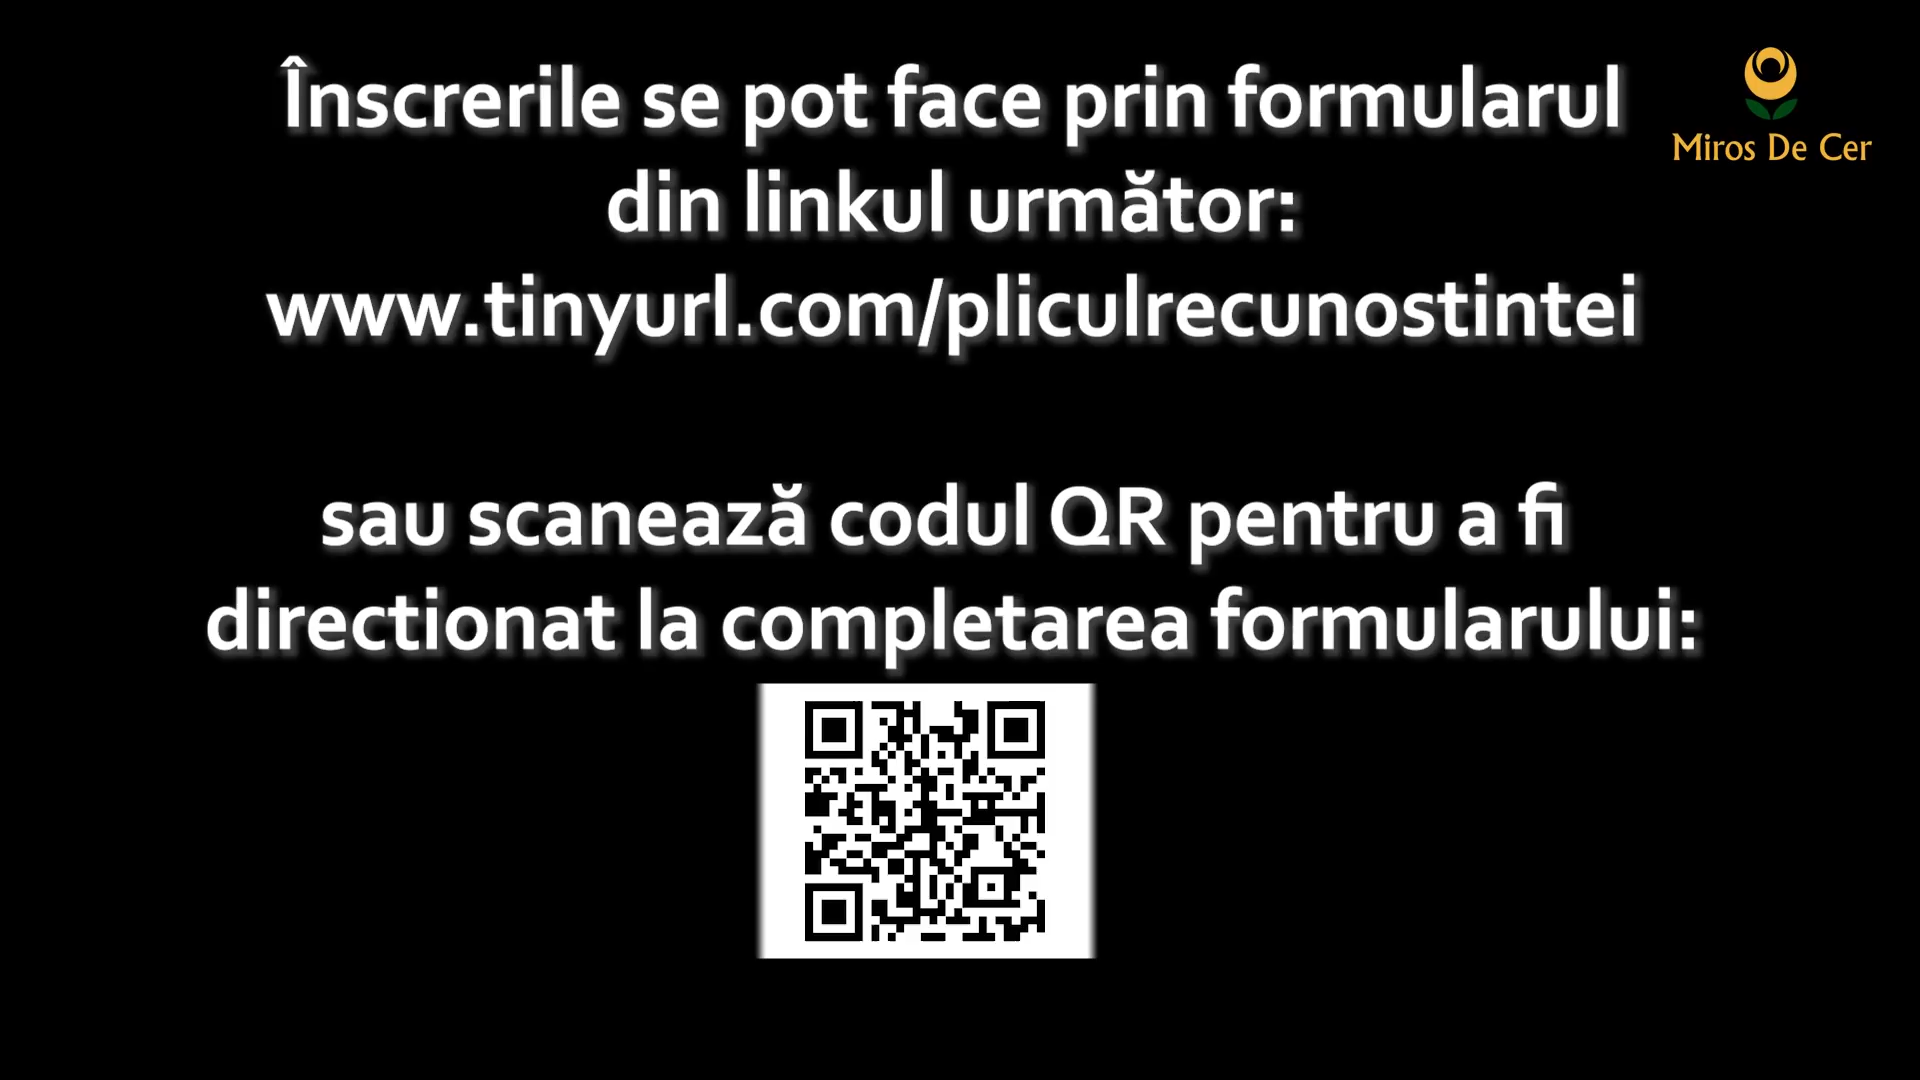 Înscrerile se pot face prin formularul
din linkul următor:
www.tinyurl.com/pliculrecunostintei
sau scanează codul QR pentru a fi
directionat la completarea formularului:
Miros De Cer